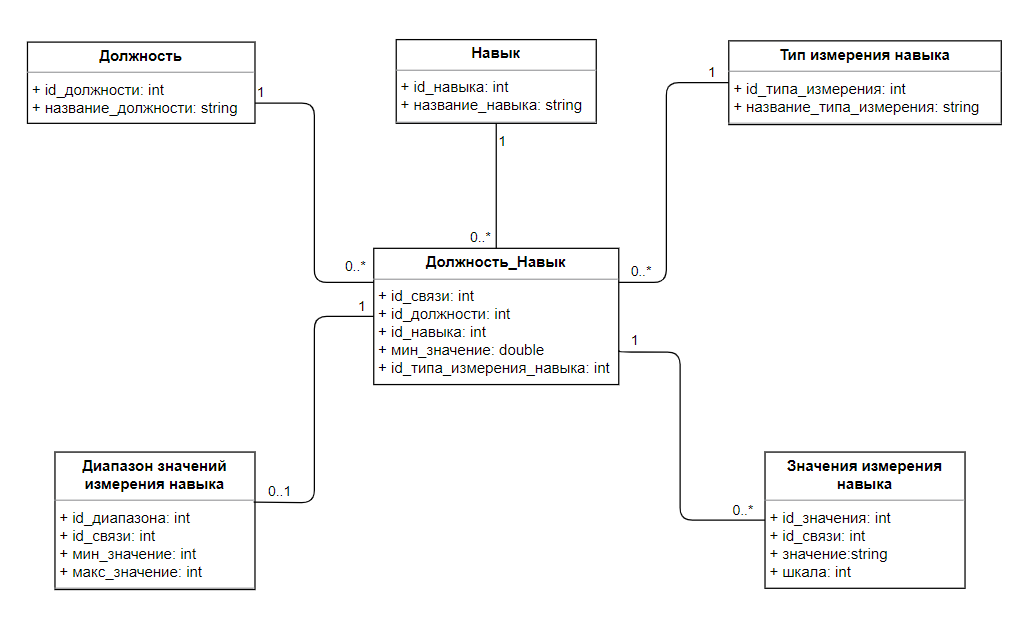 Должность
+ id_должности: int
+ название_должности: string
1
Навык
+ id_навыка: int
+ название_навыка: string
1
Тип измерения навыка
+ id_типа_измерения: int
+ название_типа_измерения: string
1
0..*
0..*
0..*
Должность_Навык
+ id_связи: int
+ id_должности: int
+ id_навыка: int
+ мин_значение: double
+ id_типа_измерения_навыка: int
1
1
Диапазон значений
измерения навыка
+ id_диапазона: int
+ id_связи: int
+ мин_значение: int
+ макс_значение: int
0..1
0..*
Значения измерения
навыка
+ id_значения: int
+ id_связи: int
+ значение:string
+ шкала: int